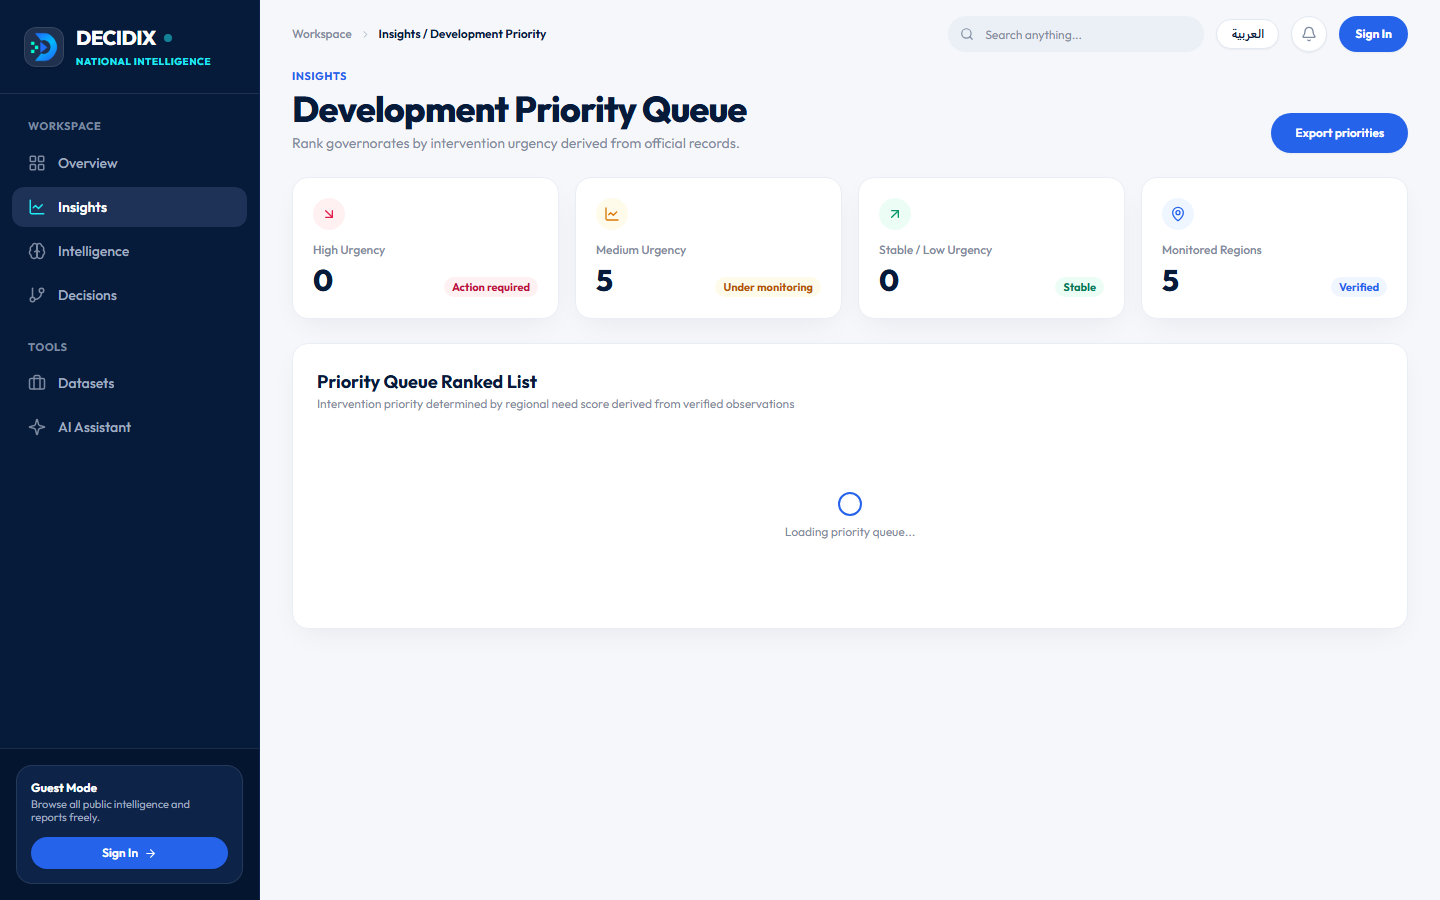 DECIDIX
NATIONAL INTELLIGENCE
WORKSPACE
Overview
Insights
Intelligence
Decisions
TOOLS
Datasets
AI Assistant
Guest Mode
Browse all public intelligence and
reports freely.
Sign In
Workspace
Insights / Development Priority
Search anything...
العربية
Sign In
INSIGHTS
Development Priority Queue
Rank governorates by intervention urgency derived from official records.
Export priorities
High Urgency
0
Action required
Medium Urgency
5
Under monitoring
Stable / Low Urgency
0
Stable
Monitored Regions
5
Verified
Priority Queue Ranked List
Intervention priority determined by regional need score derived from verified observations
Loading priority queue...